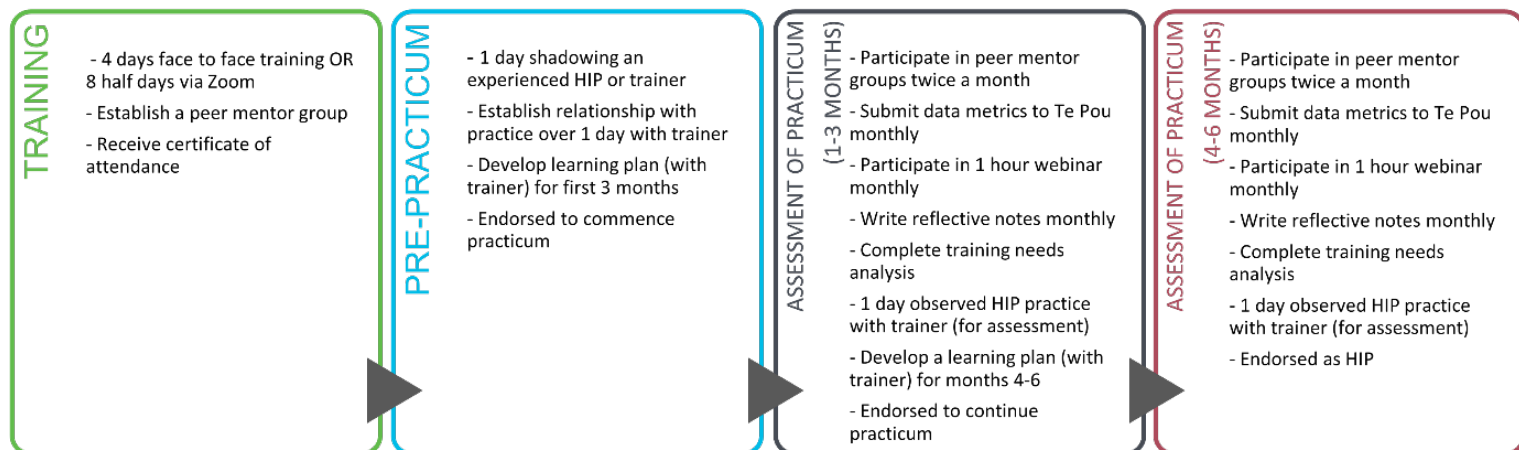 TRAINING
- 4 days face to face training OR
8 half days via Zoom
- Establish a peer mentor group
- Receive certificate of
attendance
PRE-PRACTICUM
- 1 day shadowing an
experienced HIP or trainer
- Establish relationship with
practice over 1 day with trainer
- Develop learning plan (with
trainer) for first 3 months
- Endorsed to commence
practicum
ASSESSMENT OF PRACTICUM
(1-3 MONTHS)
- Participate in peer mentor
groups twice a month
- Submit data metrics to Te Pou
monthly
- Participate in 1 hour webinar
monthly
- Write reflective notes monthly
- Complete training needs
analysis
- 1 day observed HIP practice
with trainer (for assessment)
- Develop a learning plan (with
trainer) for months 4-6
- Endorsed to continue
practicum
ASSESSMENT OF PRACTICUM
(4-6 MONTHS)
- Participate in peer mentor
groups twice a month
- Submit data metrics to Te Pou
monthly
- Participate in 1 hour webinar
monthly
- Write reflective notes monthly
- Complete training needs
analysis
- 1 day observed HIP practice
with trainer (for assessment)
- Endorsed as HIP